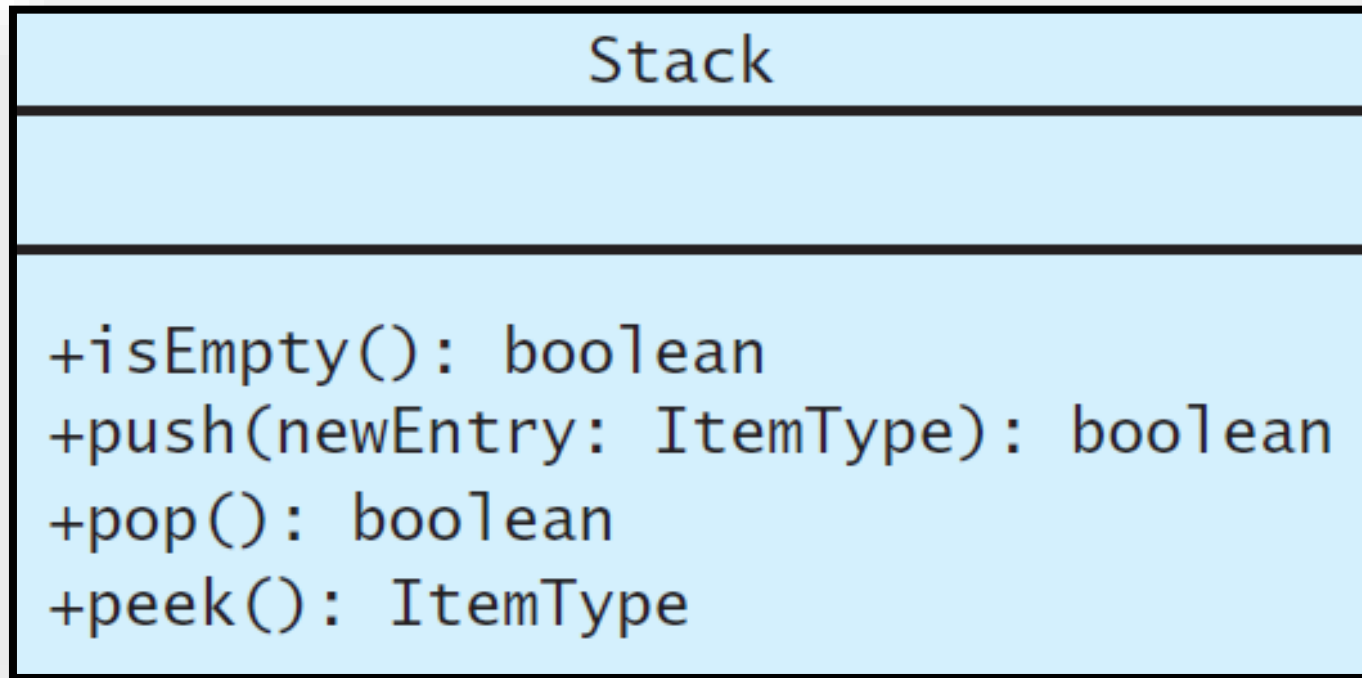 Stack
+isEmpty(): boolean
+push(newEntry: ItemType): boolean
+pop(): boolean
+peek(): ItemType